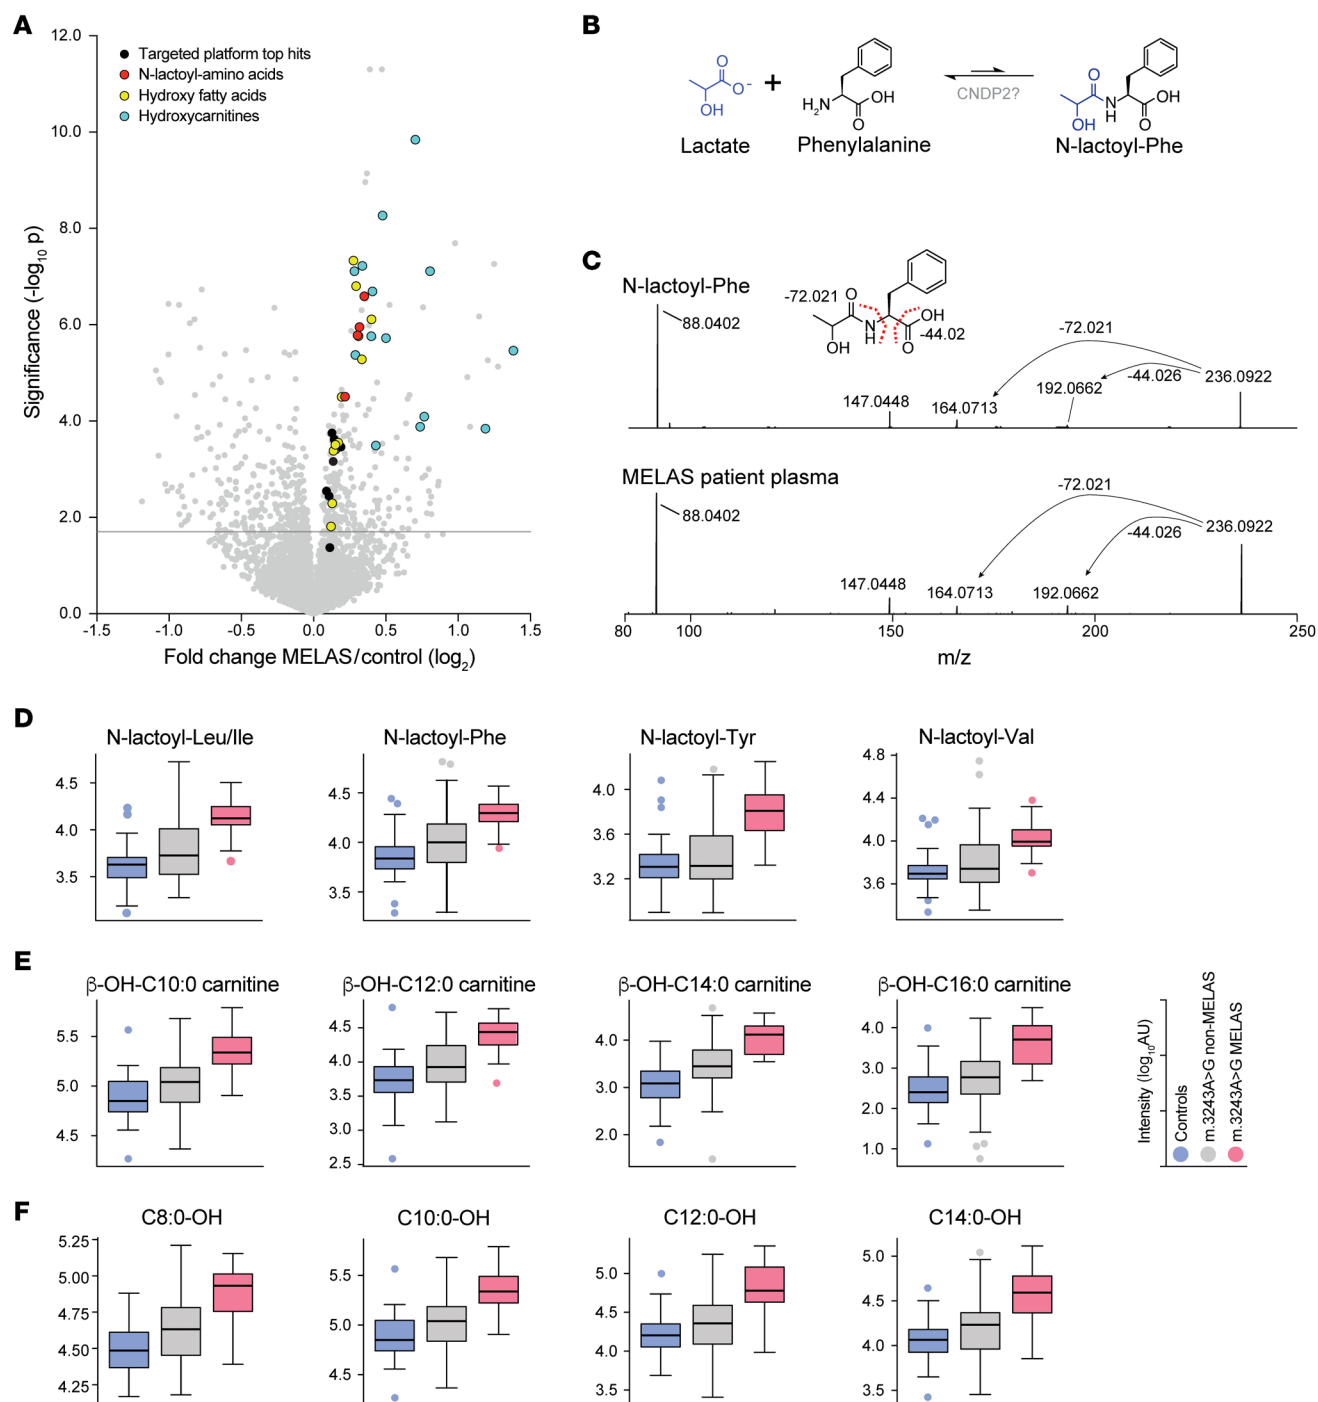 A
12.0
10.0
8.0
6.0
4.0
2.0
0.0
Significance (-log10 p)
Targeted platform top hits
N-lactoyl-amino acids
Hydroxy fatty acids
Hydroxycarnitines
-1.5
-1.0
-0.5
0.0
0.5
1.0
1.5
Fold change MELAS/control (log2)
B
O
O-
OH
Lactate
+
H2N
OH
O
Phenylalanine
CNDP2?
O
N
H
OH
OH
O
N-lactoyl-Phe
C
N-lactoyl-Phe
88.0402
-72.021
O
OH
N
H
OH
O
-44.02
147.0448
164.0713
192.0662
-72.021
-44.026
236.0922
MELAS patient plasma
88.0402
147.0448
164.0713
192.0662
-72.021
-44.026
236.0922
80
100
150
200
250
m/z
D
N-lactoyl-Leu/Ile
4.5
4.0
3.5
N-lactoyl-Phe
4.5
4.0
3.5
N-lactoyl-Tyr
4.0
3.6
3.2
N-lactoyl-Val
4.8
4.4
4.0
3.6
E
β-OH-C10:0 carnitine
5.5
5.0
4.5
β-OH-C12:0 carnitine
4.5
4.0
3.5
3.0
2.5
β-OH-C14:0 carnitine
4.0
3.0
2.0
β-OH-C16:0 carnitine
4.0
3.0
2.0
1.0
Intensity (log10AU)
Controls
m.3243A>G non-MELAS
m.3243A>G MELAS
F
C8:0-OH
5.25
5.00
4.75
4.50
4.25
C10:0-OH
5.5
5.0
4.5
C12:0-OH
5.0
4.5
4.0
3.5
C14:0-OH
5.0
4.5
4.0
3.5